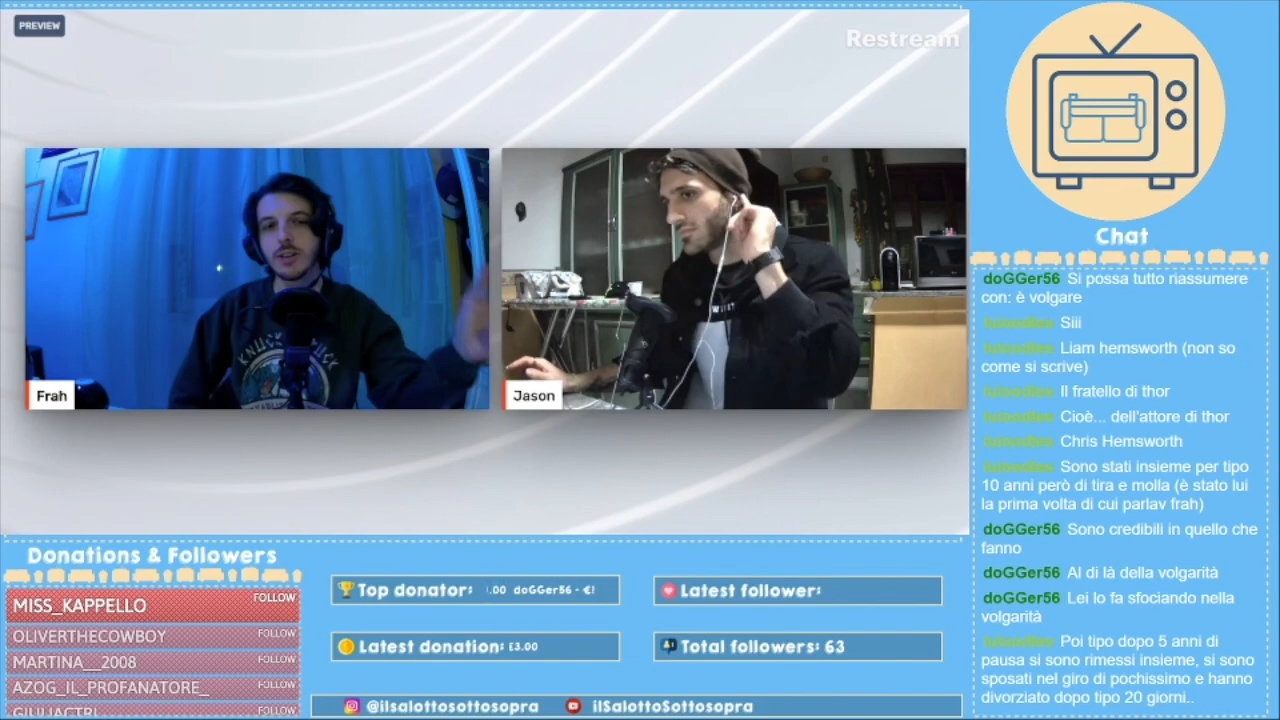 PREVIEW
Restream
Frah
Jason
Chat
doGGer56 Si possa tutto riassumere
con: è volgare
Siii
Liam hemsworth (non so
come si scrive)
Il fratello di thor
Cioè... dell'attore di thor
Chris Hemsworth
Sono stati insieme per tipo
10 anni però di tira e molla (è stato lui
la prima volta di cui parlav frah)
doGGer56 Sono credibili in quello che
fanno
doGGer56 Al di là della volgarità
doGGer56 Lei lo fa sfociando nella
volgarità
Poi tipo dopo 5 anni di
pausa si sono rimessi insieme, si sono
sposati nel giro di pochissimo e hanno
divorziato dopo tipo 20 giorni..
Donations & Followers
MISS_KAPPELLO FOLLOW
OLIVERTHECOWBOY FOLLOW
MARTINA__2008 FOLLOW
AZOG_IL_PROFANATORE_ FOLLOW
FOLLOW
Top donator: .00 doGGer56 - €!
Latest follower:
Latest donation: £3.00
Total followers: 63
@ilsalottosottosopra
ilSalottoSottosopra